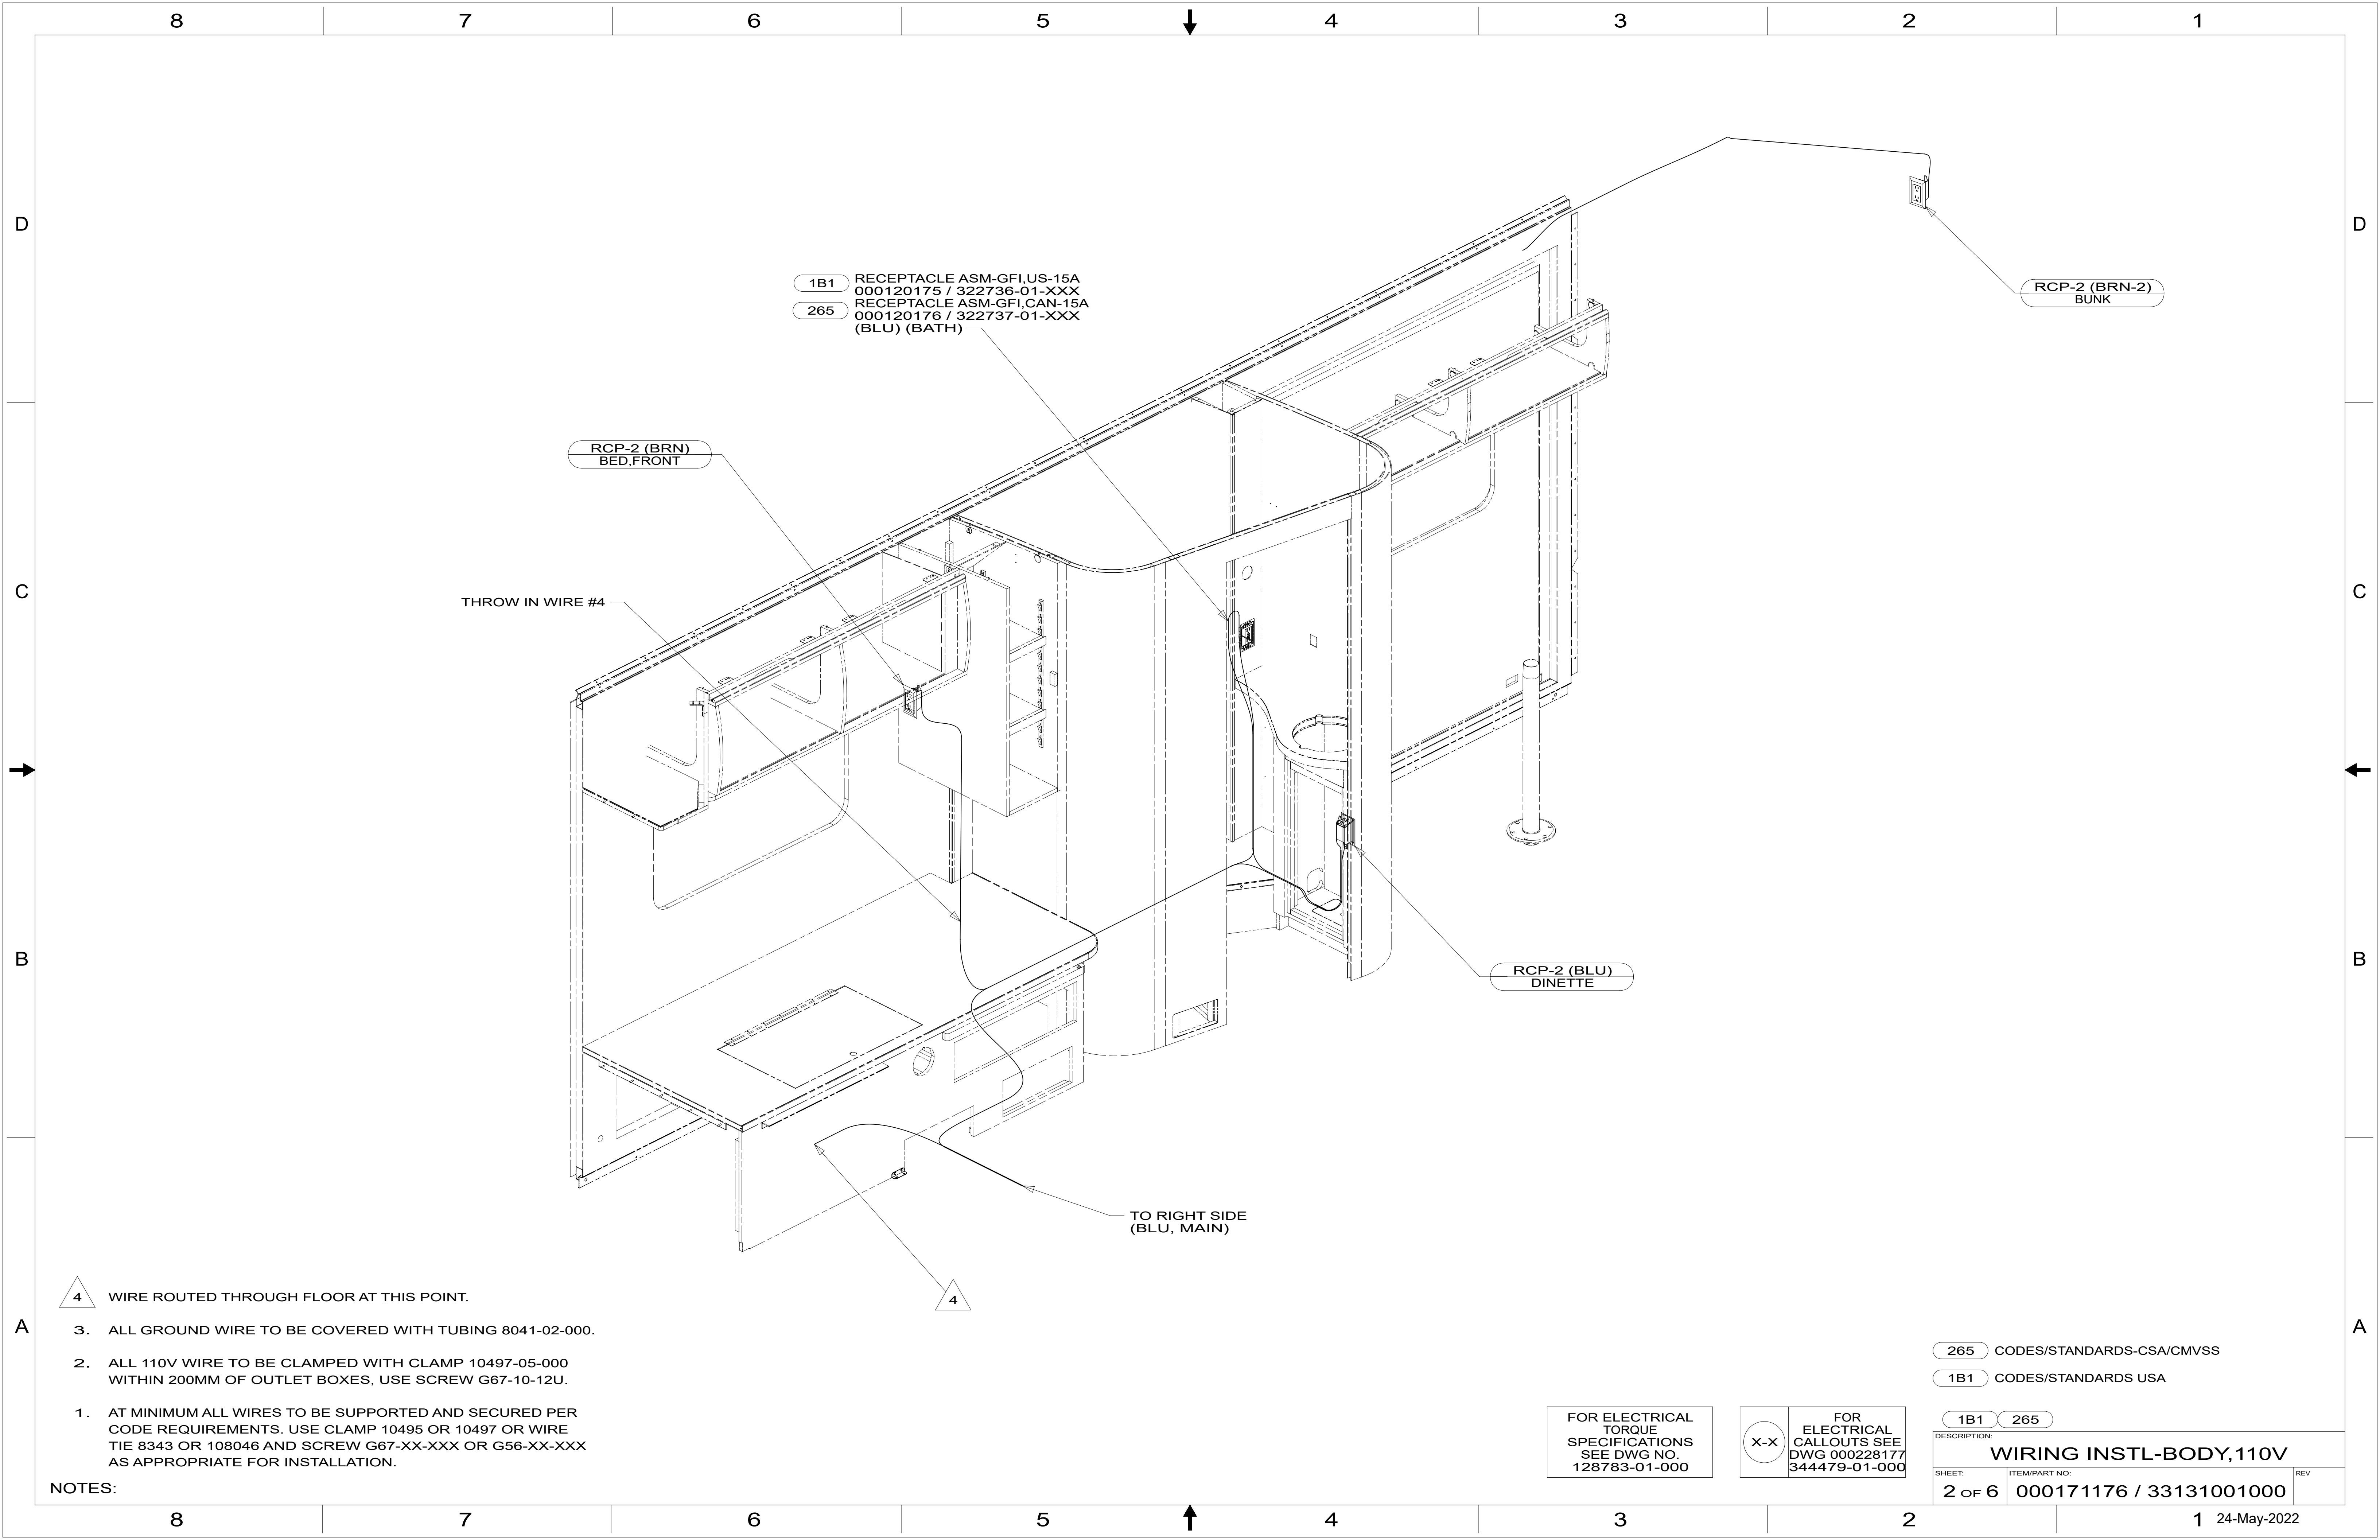 8 7 6 5 4 3 2 1
D D
C C
B B
A A
1B1 RECEPTACLE ASM-GFI,US-15A
000120175 / 322736-01-XXX
265 RECEPTACLE ASM-GFI,CAN-15A
000120176 / 322737-01-XXX
(BLU) (BATH)
RCP-2 (BRN-2)
BUNK
RCP-2 (BRN)
BED,FRONT
THROW IN WIRE #4
RCP-2 (BLU)
DINETTE
TO RIGHT SIDE
(BLU, MAIN)
4
4 WIRE ROUTED THROUGH FLOOR AT THIS POINT.
3. ALL GROUND WIRE TO BE COVERED WITH TUBING 8041-02-000.
2. ALL 110V WIRE TO BE CLAMPED WITH CLAMP 10497-05-000
WITHIN 200MM OF OUTLET BOXES, USE SCREW G67-10-12U.
1. AT MINIMUM ALL WIRES TO BE SUPPORTED AND SECURED PER
CODE REQUIREMENTS. USE CLAMP 10495 OR 10497 OR WIRE
TIE 8343 OR 108046 AND SCREW G67-XX-XXX OR G56-XX-XXX
AS APPROPRIATE FOR INSTALLATION.
NOTES:
FOR ELECTRICAL
TORQUE
SPECIFICATIONS
SEE DWG NO.
128783-01-000
X-X
FOR
ELECTRICAL
CALLOUTS SEE
DWG 000228177
344479-01-000
265 CODES/STANDARDS-CSA/CMVSS
1B1 CODES/STANDARDS USA
1B1 265
DESCRIPTION:
WIRING INSTL-BODY,110V
SHEET: ITEM/PART NO: REV
2 OF 6 000171176 / 33131001000
8 7 6 5 4 3 2 1 24-May-2022